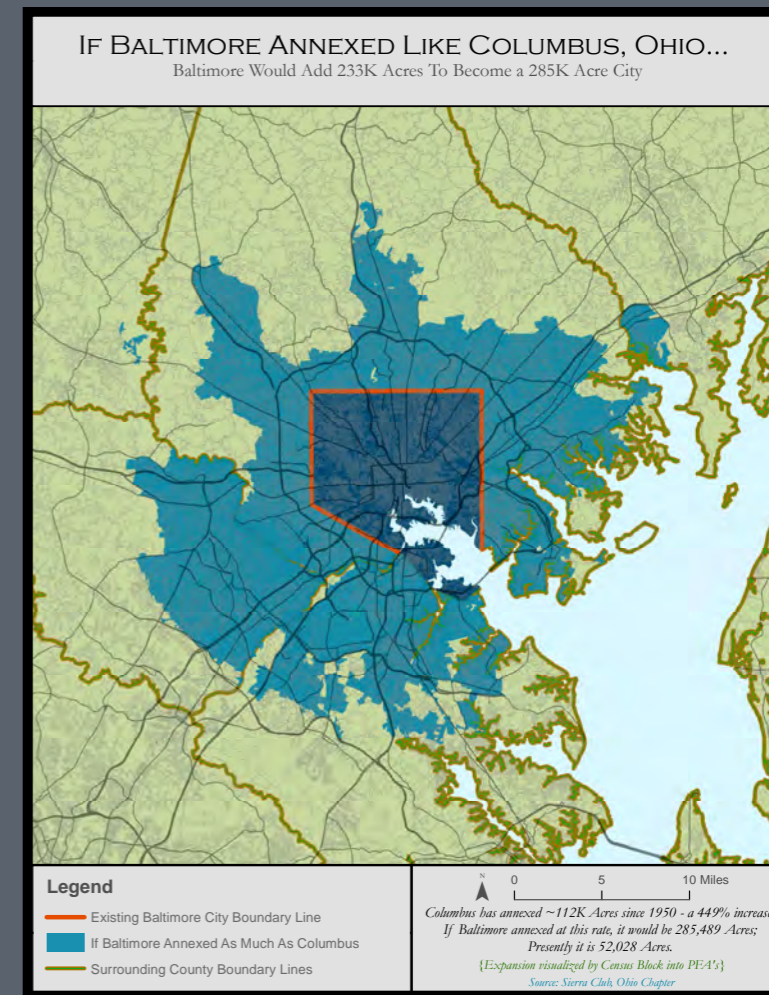 IF BALTIMORE ANNEXED LIKE COLUMBUS, OHIO...
Baltimore Would Add 233K Acres To Become a 285K Acre City
Legend
Existing Baltimore City Boundary Line
If Baltimore Annexed As Much As Columbus
Surrounding County Boundary Lines
N
0 5 10 Miles
Columbus has annexed ~112K Acres since 1950 - a 449% increase
If Baltimore annexed at this rate, it would be 285,489 Acres;
Presently it is 52,028 Acres.
{Expansion visualized by Census Block into PFA's}
Source: Sierra Club, Ohio Chapter